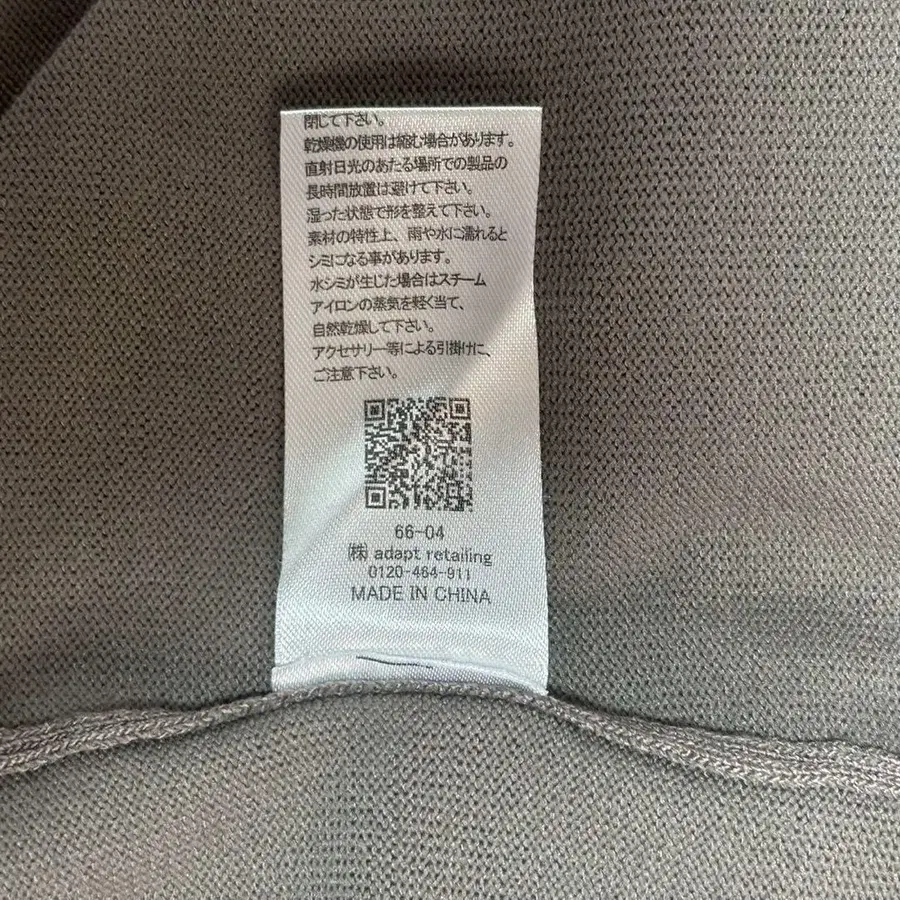 閉じて下さい。
乾燥機の使用は縮む場合があります。
直射日光のあたる場所での製品の
長時間放置は避けて下さい。
湿った状態で形を整えて下さい。
素材の特性上、雨や水に濡れると
シミになる事があります。
水シミが生じた場合はスチーム
アイロンの蒸気を軽く当て、
自然乾燥して下さい。
アクセサリー等による引掛けに、
ご注意下さい。
66-04
㈱ adapt retailing
0120-464-911
MADE IN CHINA